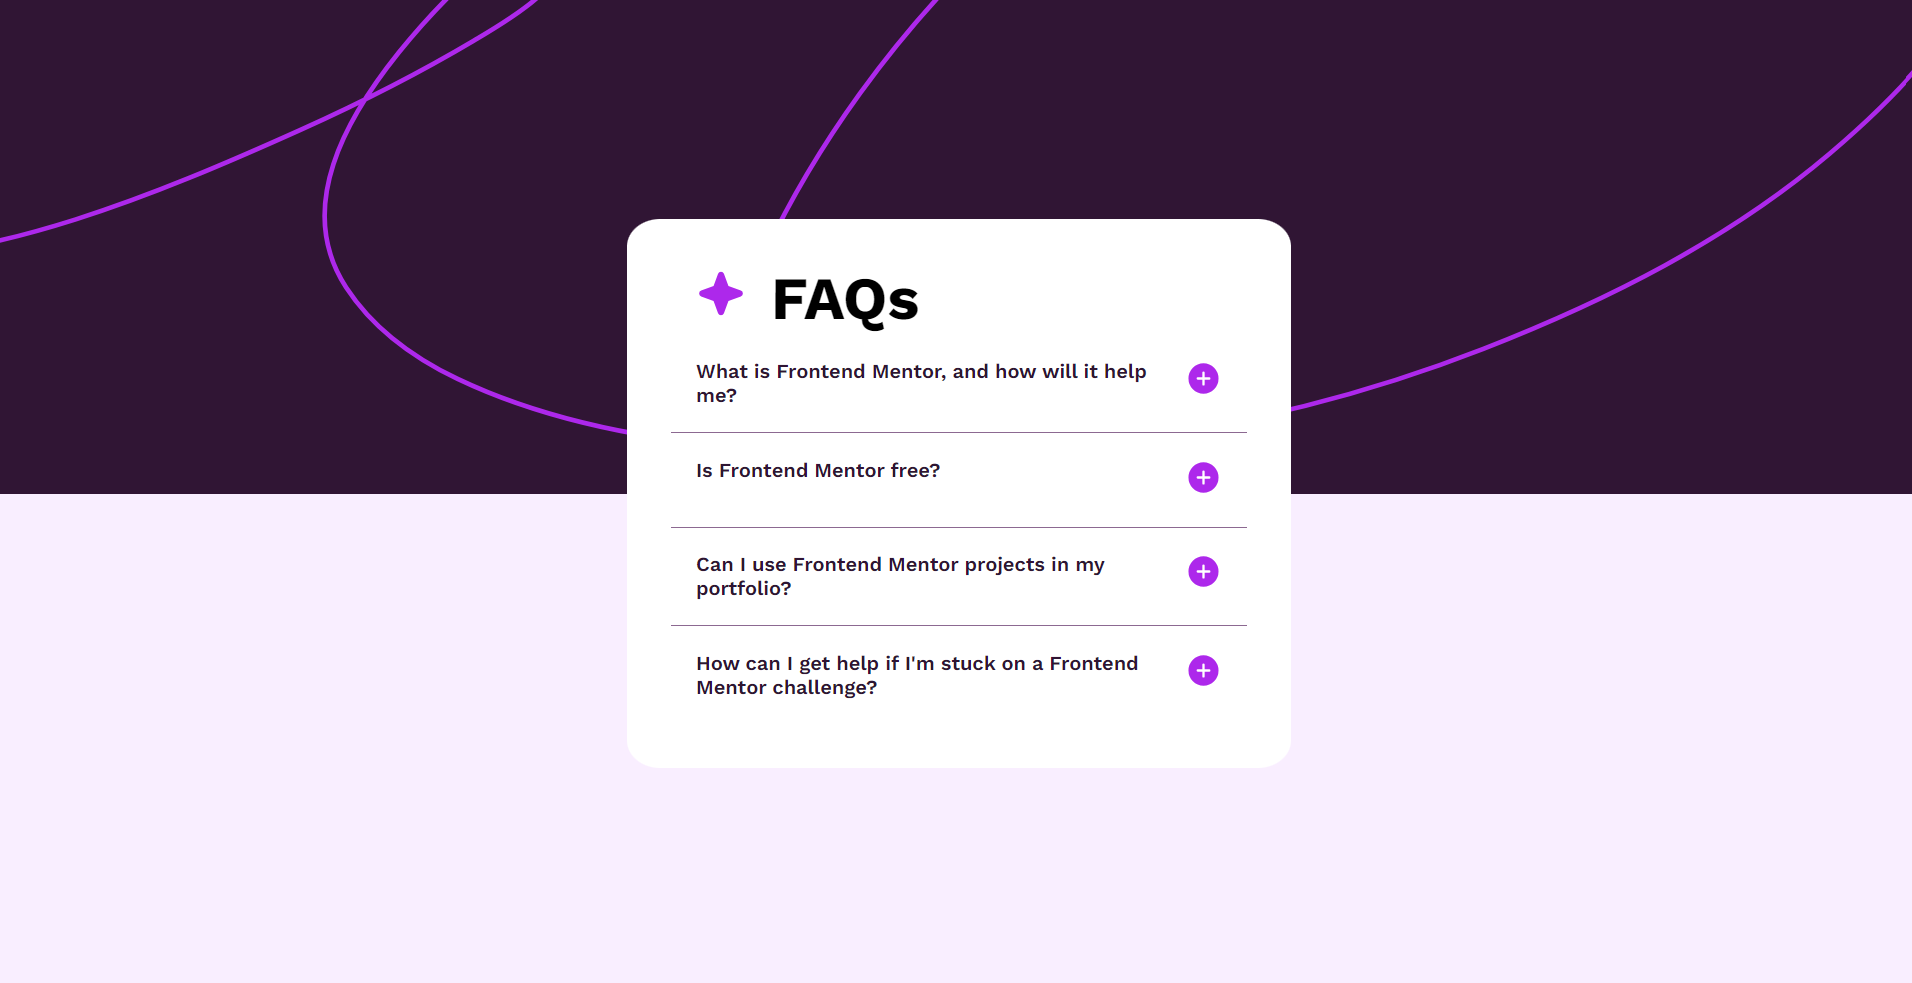 FAQs
What is Frontend Mentor, and how will it help
me?
Is Frontend Mentor free?
Can I use Frontend Mentor projects in my
portfolio?
How can I get help if I'm stuck on a Frontend
Mentor challenge?